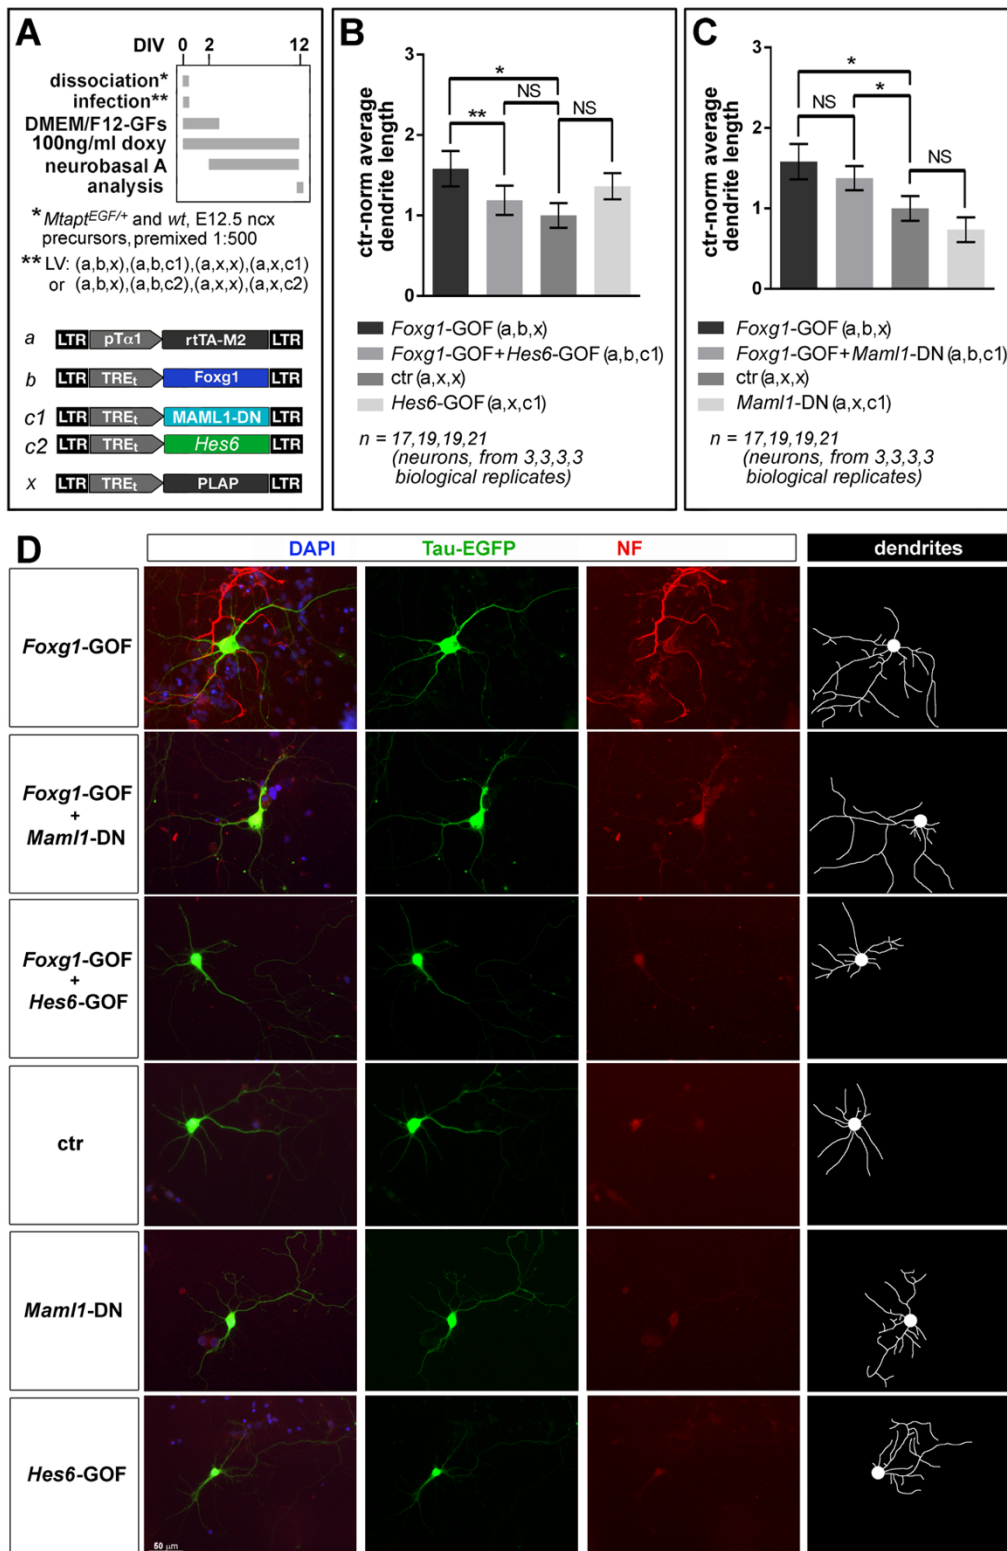 A
DIV 0 2 12
dissociation*
infection**
DMEM/F12-GFs
100ng/ml doxy
neurobasal A
analysis
* Mtapt^EGF/+ and wt, E12.5 ncx
precursors, premixed 1:500
** LV: (a,b,x),(a,b,c1),(a,x,x),(a,x,c1)
or (a,b,x),(a,b,c2),(a,x,x),(a,x,c2)
a LTR pTα1 rtTA-M2 LTR
b LTR TREt Foxg1 LTR
c1 LTR TREt MAML1-DN LTR
c2 LTR TREt Hes6 LTR
x LTR TREt PLAP LTR
B
ctr-norm average
dendrite length
3
2
1
0
*
NS
NS
**
Foxg1-GOF (a,b,x)
Foxg1-GOF+Hes6-GOF (a,b,c1)
ctr (a,x,x)
Hes6-GOF (a,x,c1)
n = 17,19,19,21
(neurons, from 3,3,3,3
biological replicates)
C
ctr-norm average
dendrite length
3
2
1
0
*
*
NS
NS
Foxg1-GOF (a,b,x)
Foxg1-GOF+Maml1-DN (a,b,c1)
ctr (a,x,x)
Maml1-DN (a,x,c1)
n = 17,19,19,21
(neurons, from 3,3,3,3
biological replicates)
D
DAPI Tau-EGFP NF dendrites
Foxg1-GOF
Foxg1-GOF
+
Maml1-DN
Foxg1-GOF
+
Hes6-GOF
ctr
Maml1-DN
Hes6-GOF
50 µm